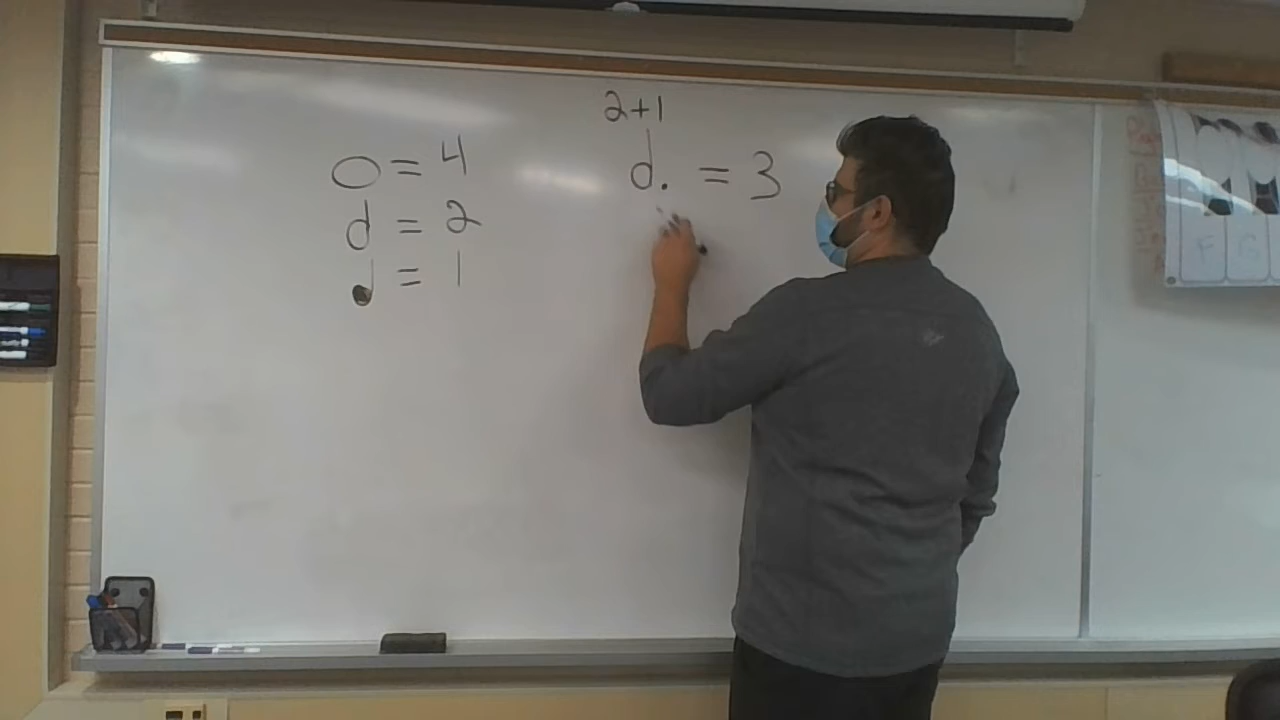 𝅝 = 4
𝅗𝅥 = 2
𝅘𝅥 = 1
2+1
𝅗𝅥. = 3
F G